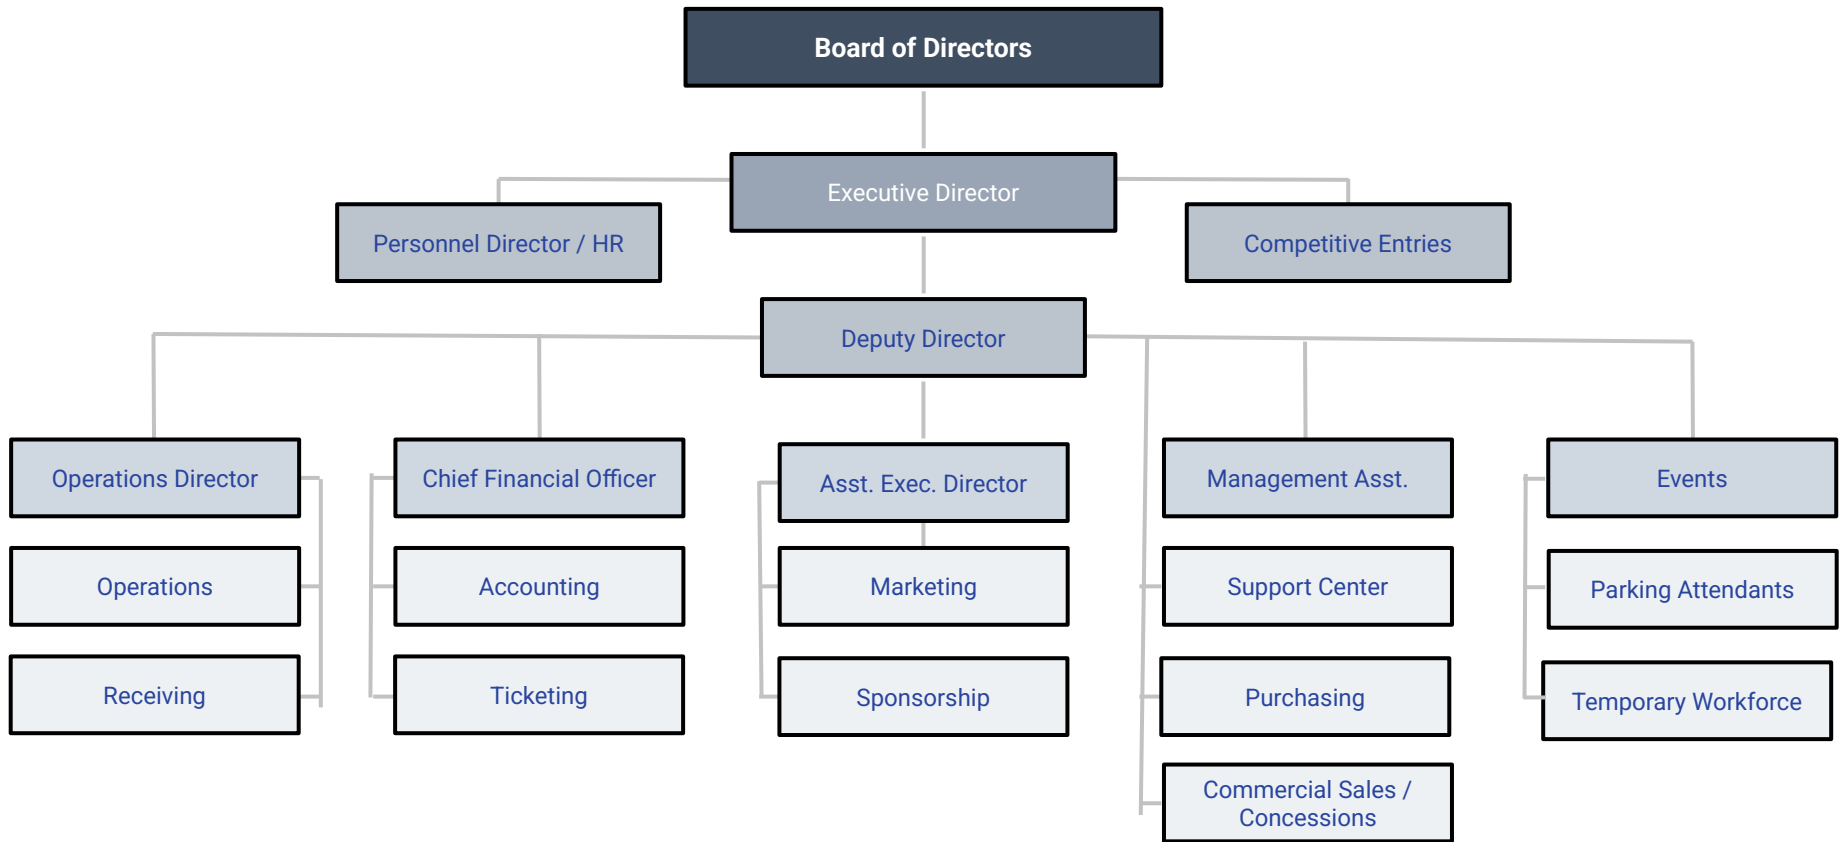 Board of Directors
Executive Director
Personnel Director / HR
Competitive Entries
Deputy Director
Operations Director
Chief Financial Officer
Asst. Exec. Director
Management Asst.
Events
Operations
Accounting
Marketing
Support Center
Parking Attendants
Receiving
Ticketing
Sponsorship
Purchasing
Temporary Workforce
Commercial Sales /
Concessions